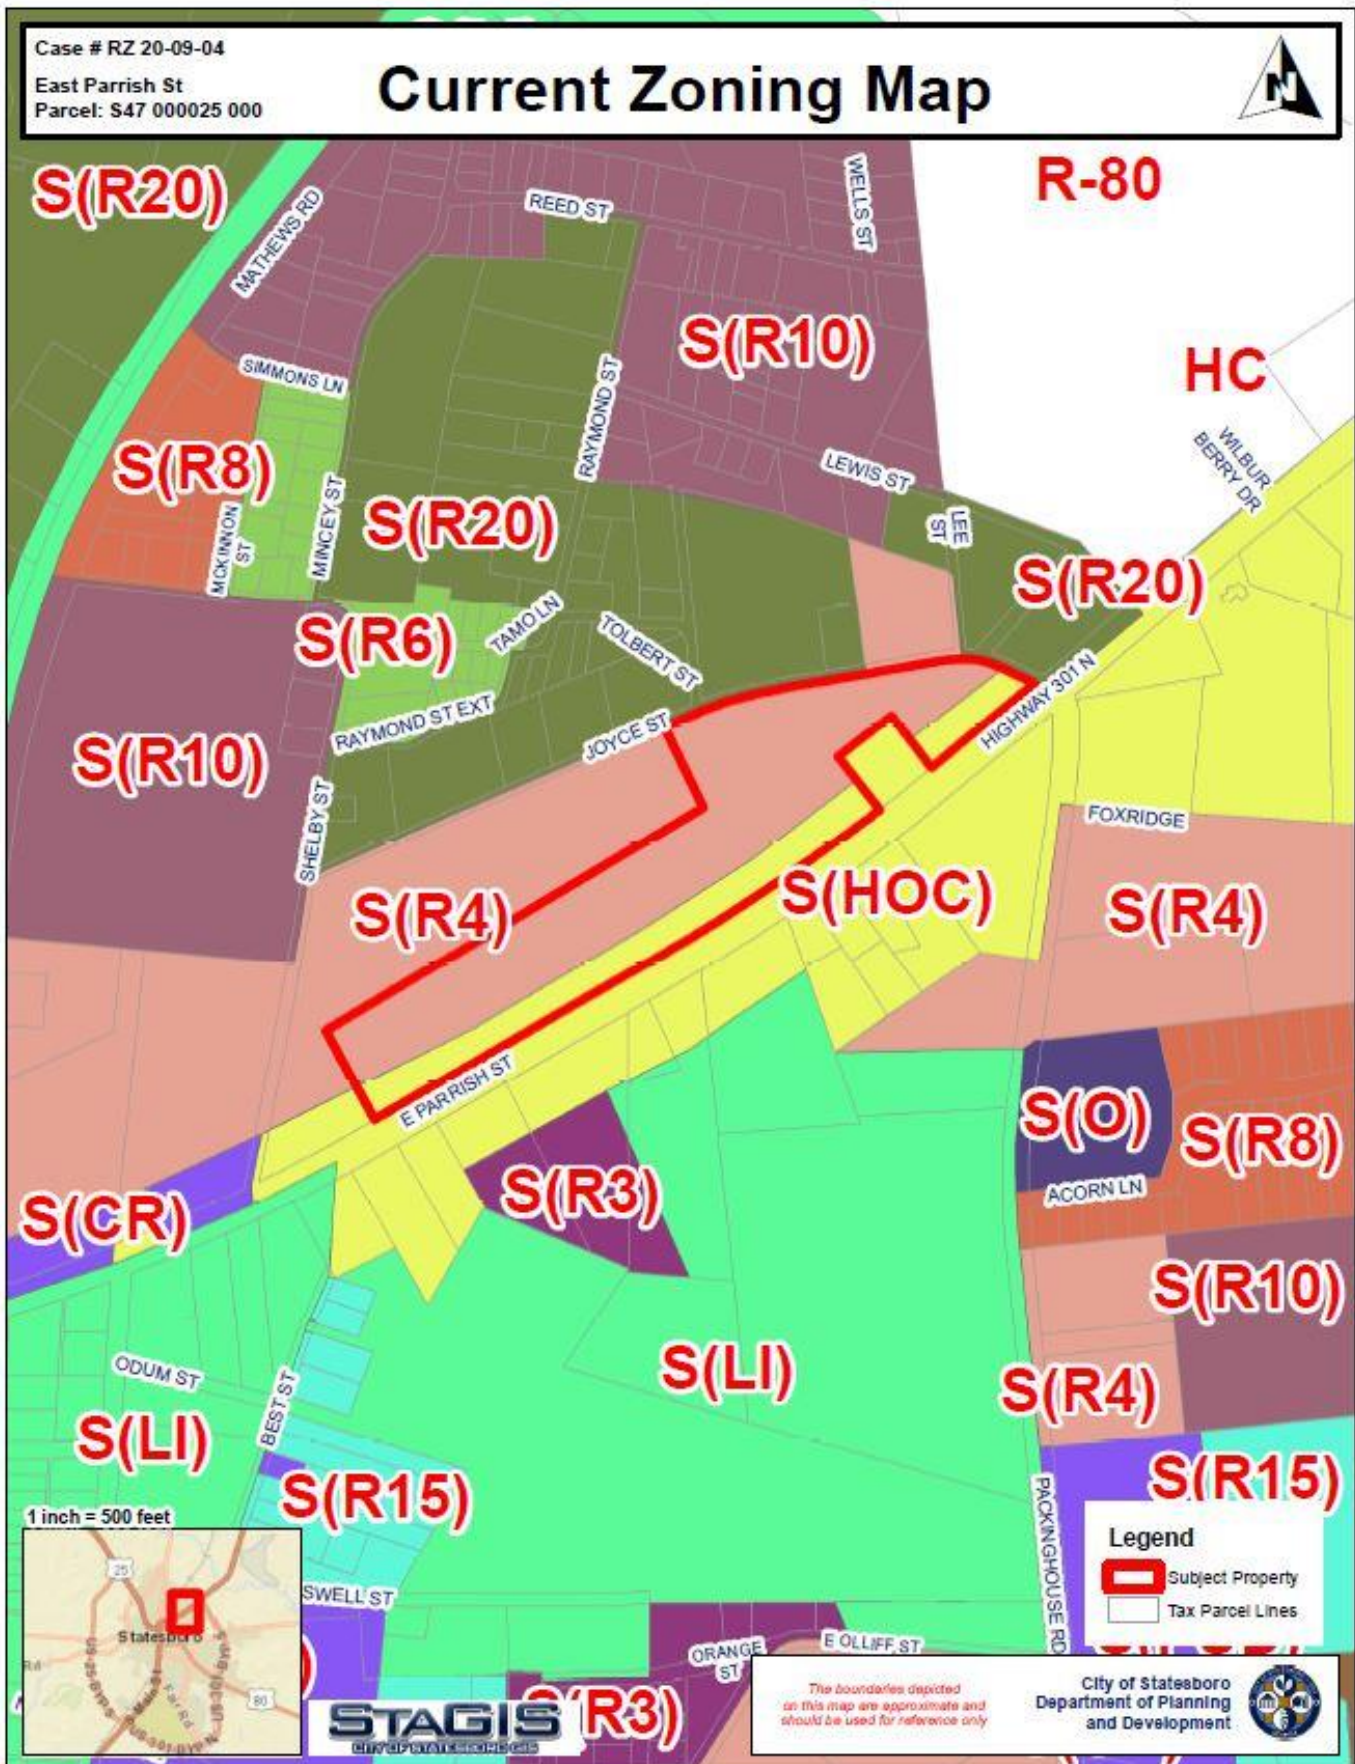 Case # RZ 20-09-04
East Parrish St
Parcel: S47 000025 000
Current Zoning Map
N
S(R20)
R-80
MATHEWS RD
REED ST
WELLS ST
S(R10)
HC
SIMMONS LN
RAYMOND ST
WILBUR
BERRY DR
S(R8)
LEWIS ST
MCKINNON
ST
MINCEY ST
S(R20)
LEE
ST
S(R20)
S(R6)
TAMO LN
TOLBERT ST
RAYMOND ST EXT
JOYCE ST
HIGHWAY 301 N
S(R10)
SHELBY ST
FOXRIDGE
S(R4)
S(HOC)
S(R4)
E PARRISH ST
S(O)
S(R8)
ACORN LN
S(R3)
S(CR)
S(R10)
ODUM ST
BEST ST
S(LI)
S(R4)
S(LI)
S(R15)
S(R15)
PACKINGHOUSE RD
1 inch = 500 feet
Legend
Subject Property
Tax Parcel Lines
25
Statesboro
80
SWELL ST
ORANGE
ST
E OLLIFF ST
(R3)
STAGIS
CITY OF STATESBORO GIS
The boundaries depicted
on this map are approximate and
should be used for reference only
City of Statesboro
Department of Planning
and Development